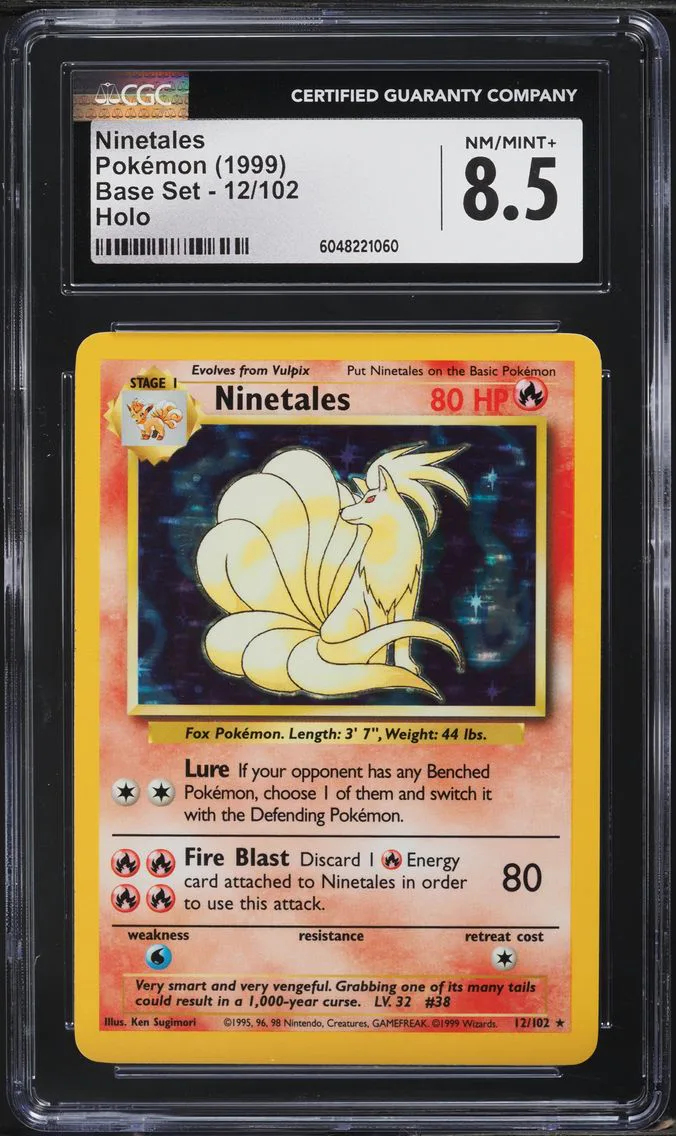 CGC
CERTIFIED GUARANTY COMPANY
Ninetales
Pokémon (1999)
Base Set - 12/102
Holo
NM/MINT+
8.5
6048221060
Evolves from Vulpix
Put Ninetales on the Basic Pokémon
STAGE 1
Ninetales
80 HP
Fox Pokémon. Length: 3' 7", Weight: 44 lbs.
Lure If your opponent has any Benched
Pokémon, choose 1 of them and switch it
with the Defending Pokémon.
Fire Blast Discard 1 Energy
card attached to Ninetales in order
to use this attack.
80
weakness
resistance
retreat cost
Very smart and very vengeful. Grabbing one of its many tails
could result in a 1,000-year curse. LV. 32 #38
Illus. Ken Sugimori
©1995, 96, 98 Nintendo, Creatures, GAMEFREAK. ©1999 Wizards.
12/102 ★